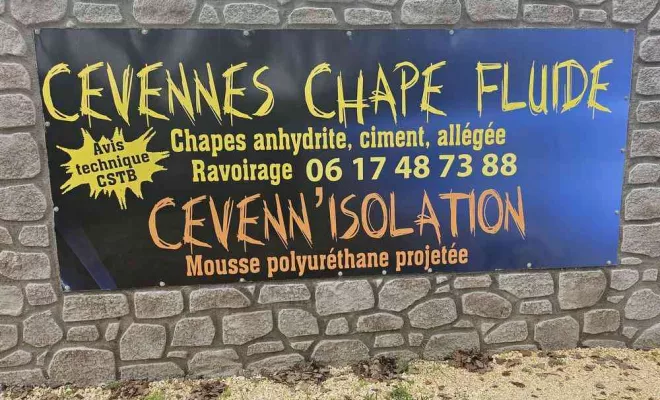 CEVENNES CHAPE FLUIDE
Avis
technique
CSTB
Chapes anhydrite, ciment, allégée
Ravoirage 06 17 48 73 88
CEVENN'ISOLATION
Mousse polyuréthane projetée